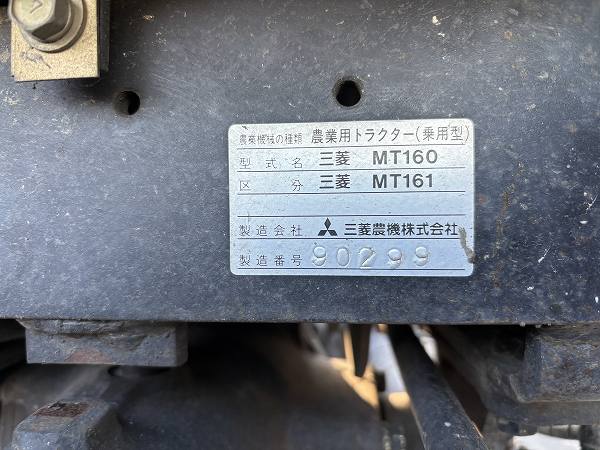 農業機械の種類 農業用トラクター(乗用型)
型式名 三菱 MT160
区分 三菱 MT161
製造会社 三菱農機株式会社
製造番号 90299